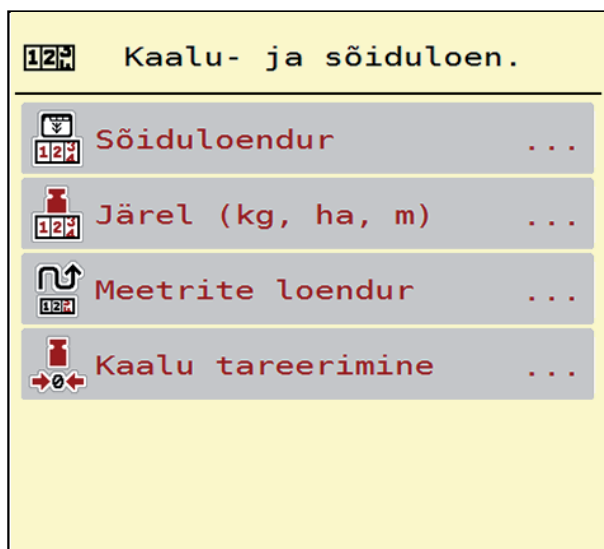 Kaalu- ja sõiduloen.
Sõiduloendur ...
Järel (kg, ha, m) ...
Meetrite loendur ...
Kaalu tareerimine ...